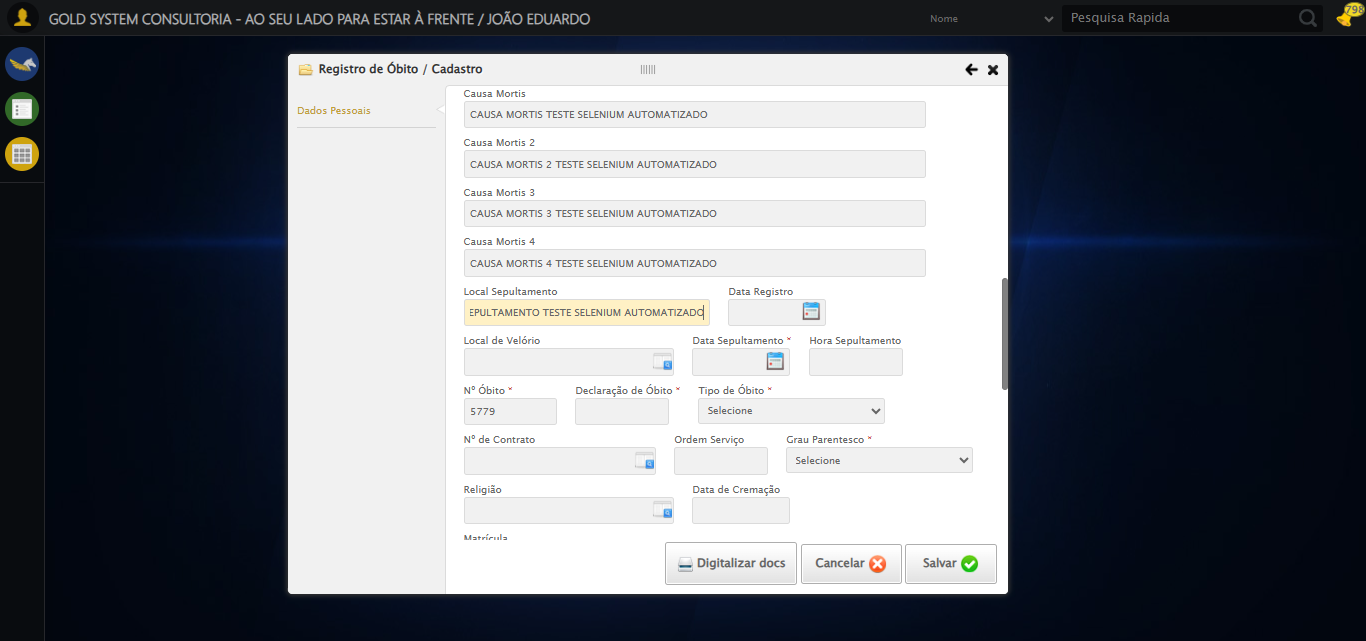 GOLD SYSTEM CONSULTORIA - AO SEU LADO PARA ESTAR À FRENTE / JOÃO EDUARDO
Nome
Pesquisa Rapida
798
Registro de Óbito / Cadastro
Dados Pessoais
Causa Mortis
CAUSA MORTIS TESTE SELENIUM AUTOMATIZADO
Causa Mortis 2
CAUSA MORTIS 2 TESTE SELENIUM AUTOMATIZADO
Causa Mortis 3
CAUSA MORTIS 3 TESTE SELENIUM AUTOMATIZADO
Causa Mortis 4
CAUSA MORTIS 4 TESTE SELENIUM AUTOMATIZADO
Local Sepultamento Data Registro
EPULTAMENTO TESTE SELENIUM AUTOMATIZADO
Local de Velório Data Sepultamento * Hora Sepultamento
Nº Óbito * Declaração de Óbito * Tipo de Óbito *
5779 Selecione
Nº de Contrato Ordem Serviço Grau Parentesco *
Selecione
Religião Data de Cremação
Matrícula
Digitalizar docs Cancelar Salvar